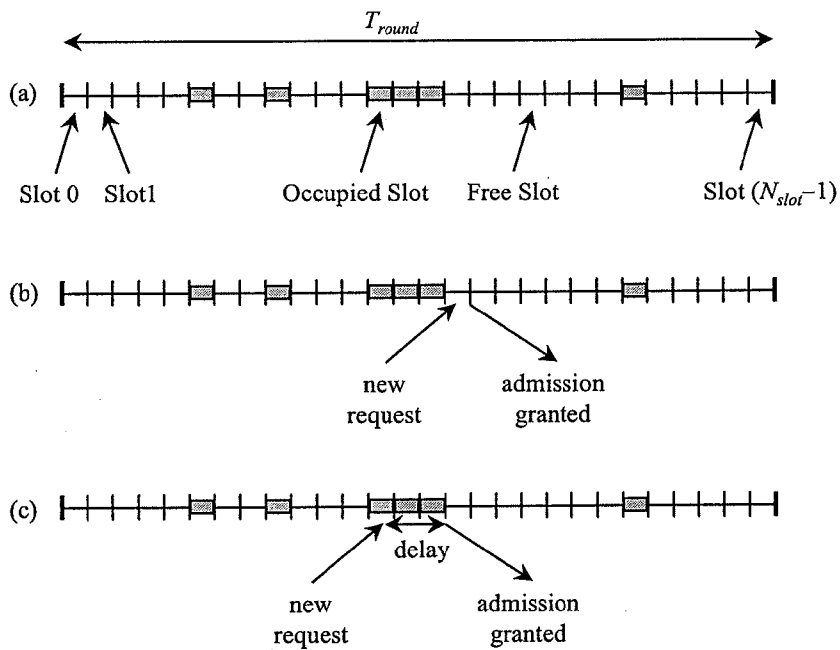 T_round
(a)
Slot 0 Slot1 Occupied Slot Free Slot Slot (N_slot–1)
(b)
new request
admission granted
(c)
delay
new request
admission granted